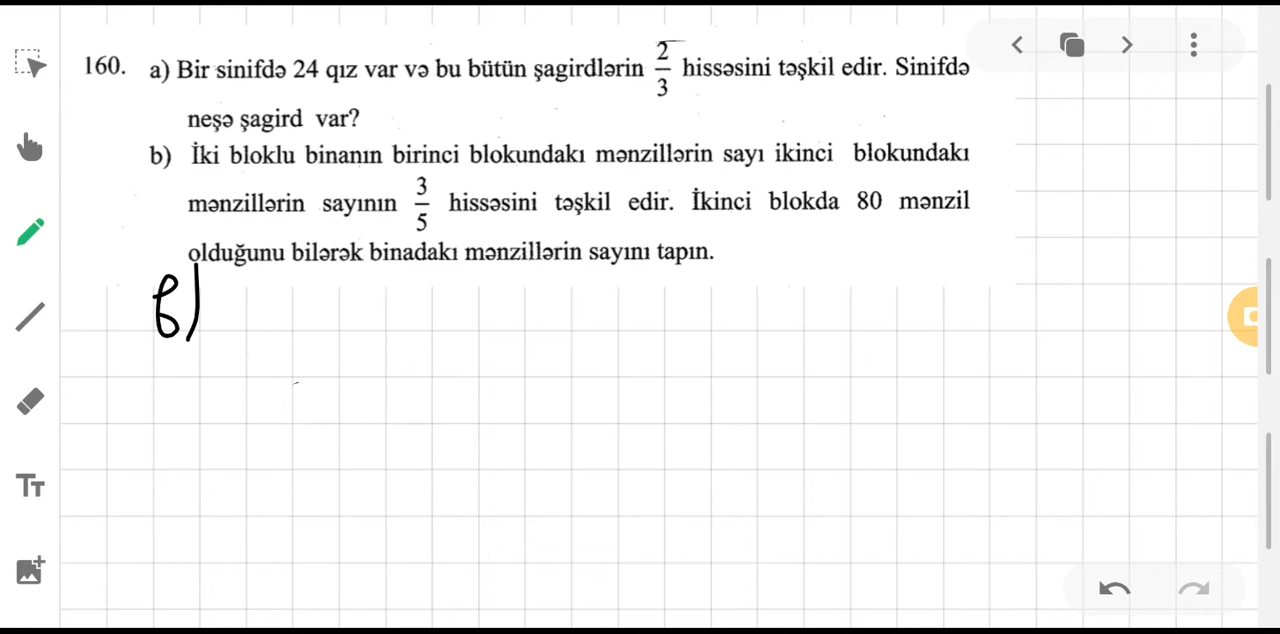 160. a) Bir sinifdə 24 qız var və bu bütün şagirdlərin 2/3 hissəsini təşkil edir. Sinifdə
neşə şagird var?
b) İki bloklu binanın birinci blokundakı mənzillərin sayı ikinci blokundakı
mənzillərin sayının 3/5 hissəsini təşkil edir. İkinci blokda 80 mənzil
olduğunu bilərək binadakı mənzillərin sayını tapın.
b)
TT